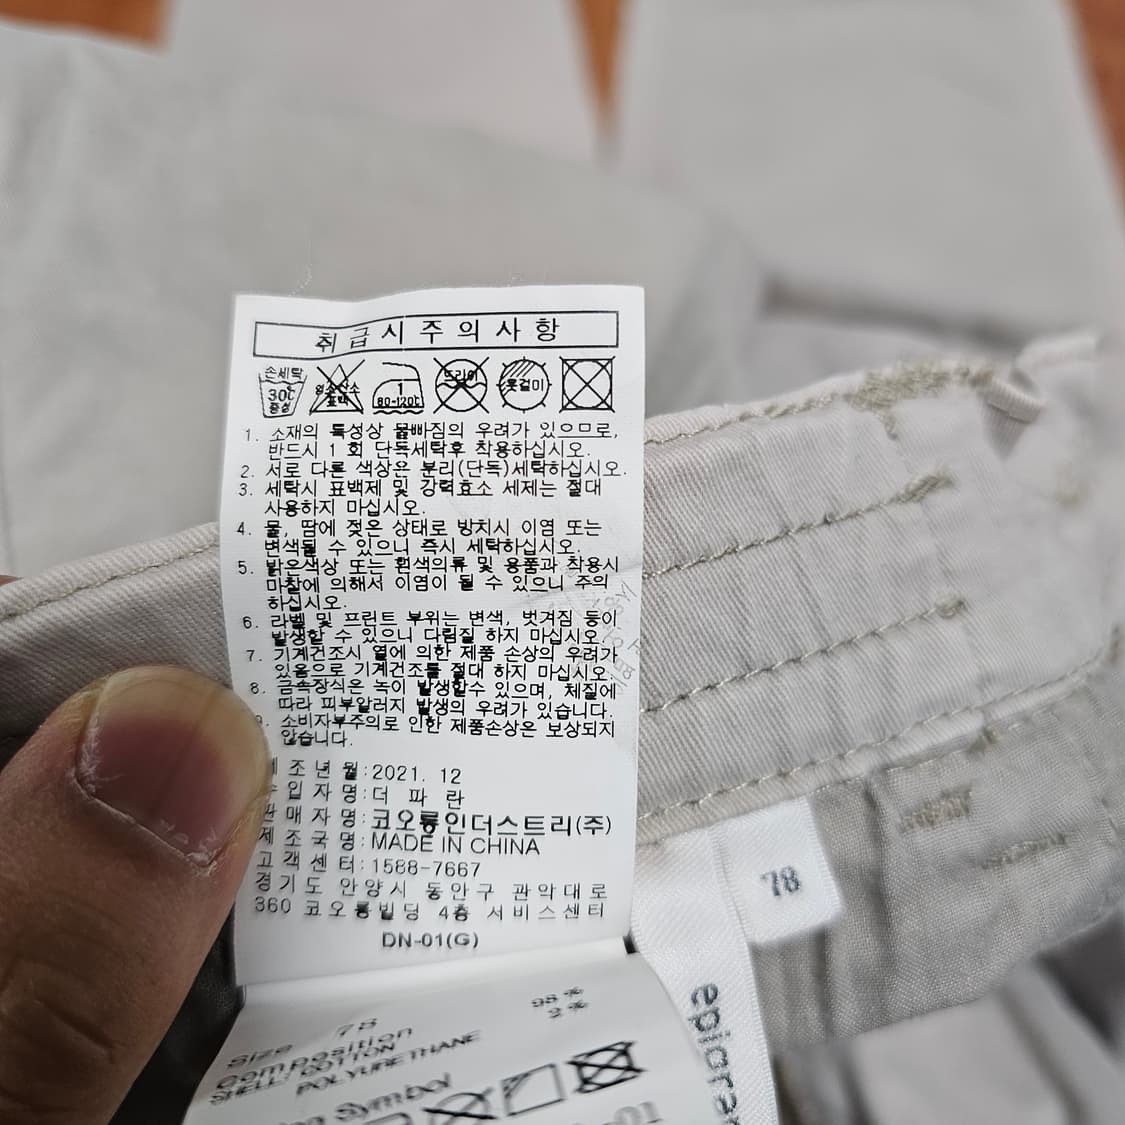 취급시주의사항
손세탁
30℃
중성
염소산소
표백
1
80-120℃
드라이
옷걸이
1. 소재의 특성상 물빠짐의 우려가 있으므로,
반드시 1 회 단독세탁후 착용하십시오.
2. 서로 다른 색상은 분리(단독)세탁하십시오.
3. 세탁시 표백제 및 강력효소 세제는 절대
사용하지 마십시오.
4. 물, 땀에 젖은 상태로 방치시 이염 또는
변색될 수 있으니 즉시 세탁하십시오.
5. 밝은색상 또는 흰색의류 및 용품과 착용시
마찰에 의해서 이염이 될 수 있으니 주의
하십시오.
6. 라벨 및 프린트 부위는 변색, 벗겨짐 등이
발생할 수 있으니 다림질 하지 마십시오.
7. 기계건조시 열에 의한 제품 손상의 우려가
있음으로 기계건조를 절대 하지 마십시오.
8. 금속장식은 녹이 발생할수 있으며, 체질에
따라 피부알러지 발생의 우려가 있습니다.
소비자부주의로 인한 제품손상은 보상되지
않습니다.
조년월:2021. 12
입자명:더파란
매자명:코오롱인더스트리(주)
제조국명:MADE IN CHINA
고객센터:1588-7667
경기도 안양시 동안구 관악대로
360 코오롱빌딩 4층 서비스센터
DN-01(G)
78
Size 78
composition
SHELL: COTTON 98%
POLYURETHANE 2%
Symbol
01